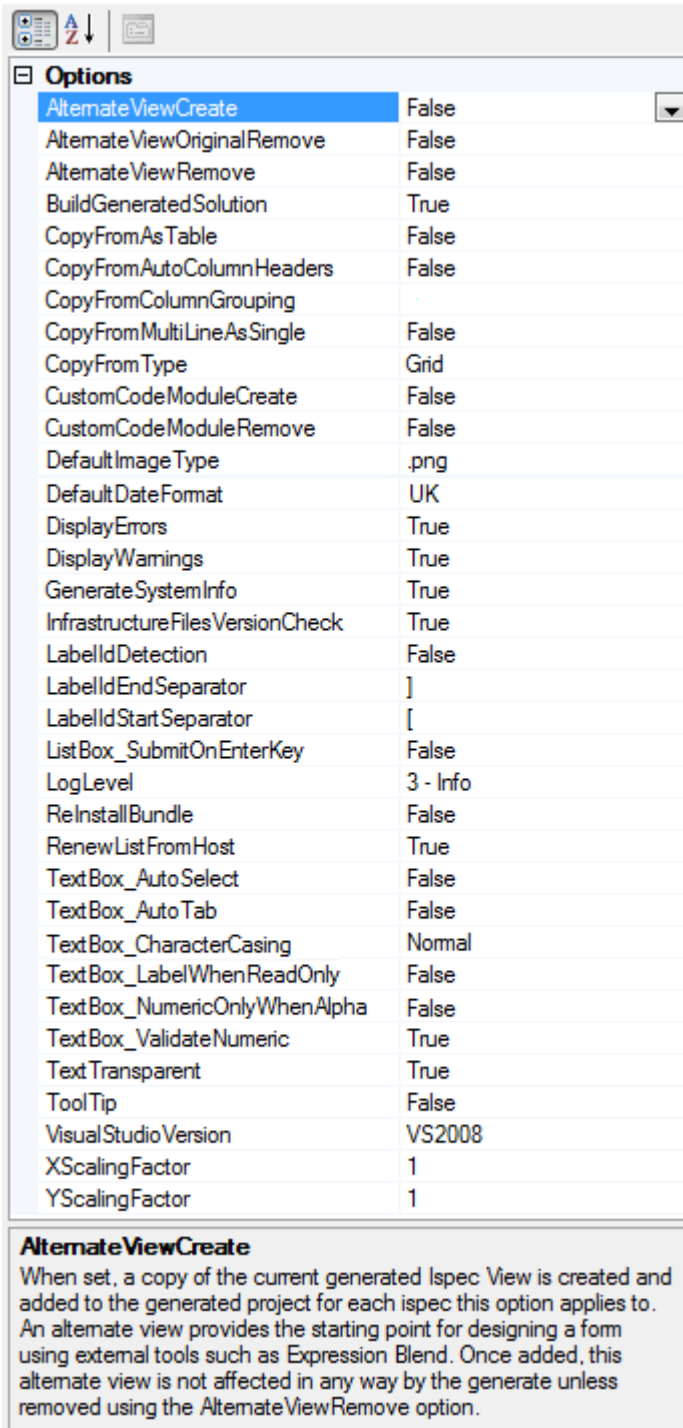 A
Z
Options
AlternateViewCreate False
AlternateViewOriginalRemove False
AlternateViewRemove False
BuildGeneratedSolution True
CopyFromAsTable False
CopyFromAutoColumnHeaders False
CopyFromColumnGrouping
CopyFromMultiLineAsSingle False
CopyFromType Grid
CustomCodeModuleCreate False
CustomCodeModuleRemove False
DefaultImageType .png
DefaultDateFormat UK
DisplayErrors True
DisplayWarnings True
GenerateSystemInfo True
InfrastructureFilesVersionCheck True
LabelIdDetection False
LabelIdEndSeparator ]
LabelIdStartSeparator [
ListBox_SubmitOnEnterKey False
LogLevel 3 - Info
ReInstallBundle False
RenewListFromHost True
TextBox_AutoSelect False
TextBox_AutoTab False
TextBox_CharacterCasing Normal
TextBox_LabelWhenReadOnly False
TextBox_NumericOnlyWhenAlpha False
TextBox_ValidateNumeric True
TextTransparent True
ToolTip False
VisualStudioVersion VS2008
XScalingFactor 1
YScalingFactor 1
AlternateViewCreate
When set, a copy of the current generated Ispec View is created and
added to the generated project for each ispec this option applies to.
An alternate view provides the starting point for designing a form
using external tools such as Expression Blend. Once added, this
alternate view is not affected in any way by the generate unless
removed using the AlternateViewRemove option.